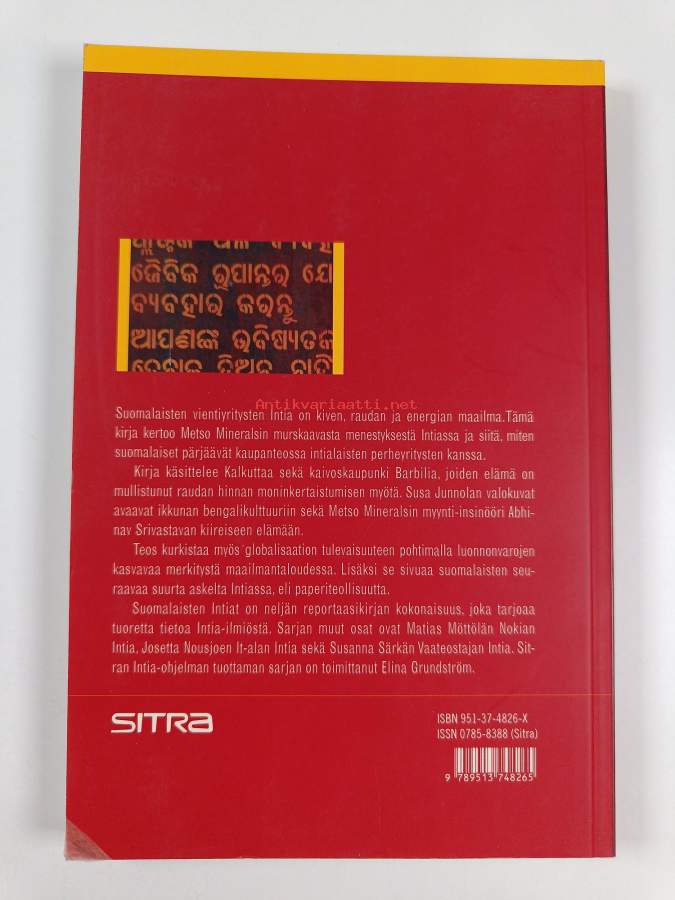 ଜୈବିକ ରୂପାନ୍ତର ଯୋ
ବ୍ୟବହାର କରନ୍ତୁ
ଆପଣଙ୍କ ଭବିଷ୍ୟତକ
Antikvariaatti.net
Suomalaisten vientiyritysten Intia on kiven, raudan ja energian maailma. Tämä
kirja kertoo Metso Mineralsin murskaavasta menestyksestä Intiassa ja siitä, miten
suomalaiset pärjäävät kaupanteossa intialaisten perheyritysten kanssa.
Kirja käsittelee Kalkuttaa sekä kaivoskaupunki Barbilia, joiden elämä on
mullistunut raudan hinnan moninkertaistumisen myötä. Susa Junnolan valokuvat
avaavat ikkunan bengalikulttuuriin sekä Metso Mineralsin myynti-insinööri Abhi-
nav Srivastavan kiireiseen elämään.
Teos kurkistaa myös globalisaation tulevaisuuteen pohtimalla luonnonvarojen
kasvavaa merkitystä maailmantaloudessa. Lisäksi se sivuaa suomalaisten seu-
raavaa suurta askelta Intiassa, eli paperiteollisuutta.
Suomalaisten Intiat on neljän reportaasikirjan kokonaisuus, joka tarjoaa
tuoretta tietoa Intia-ilmiöstä. Sarjan muut osat ovat Matias Möttölän Nokian
Intia, Josetta Nousjoen It-alan Intia sekä Susanna Särkän Vaateostajan Intia. Sit-
ran Intia-ohjelman tuottaman sarjan on toimittanut Elina Grundström.
SITRA
ISBN 951-37-4826-X
ISSN 0785-8388 (Sitra)
9 789513 748265